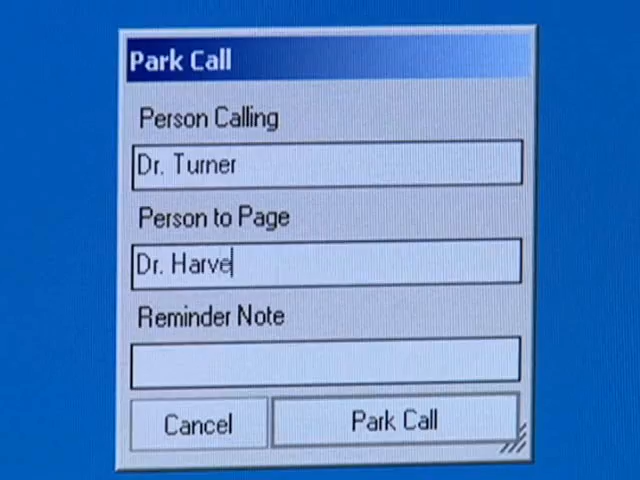 Park Call
Person Calling
Dr. Turner
Person to Page
Dr. Harve
Reminder Note
Cancel
Park Call